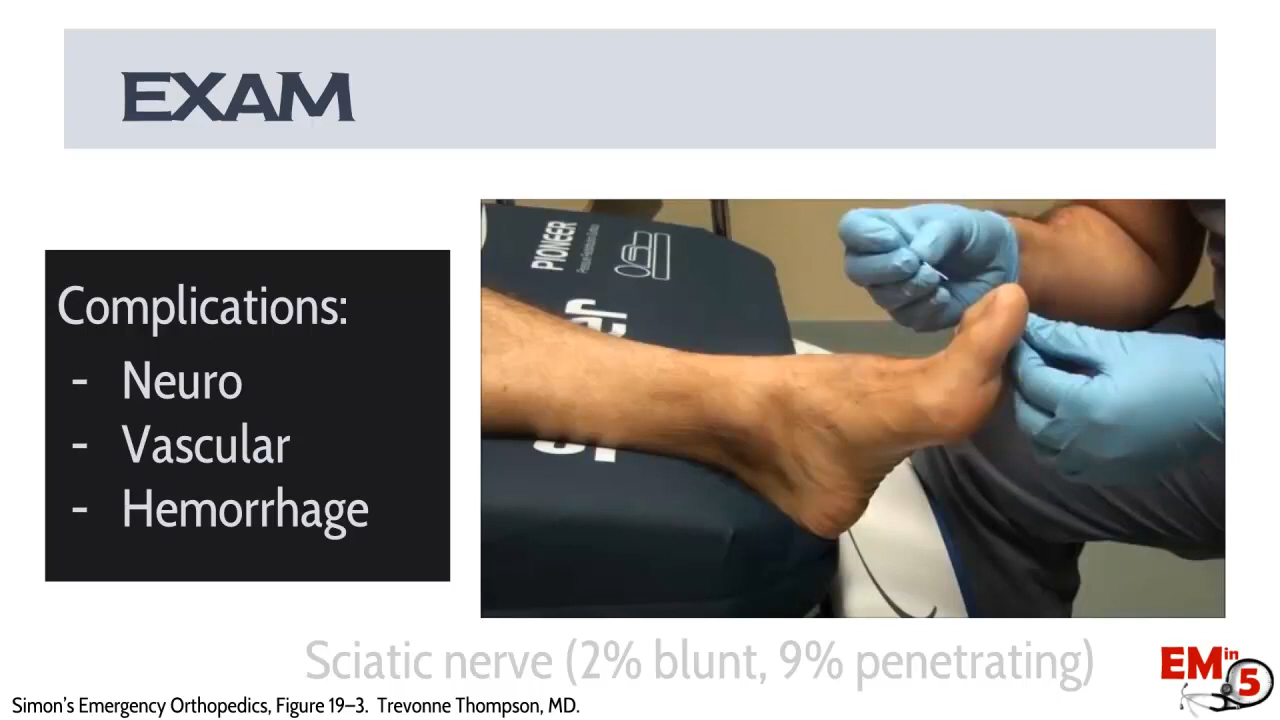 EXAM
Complications:
- Neuro
- Vascular
- Hemorrhage
PIONEER
Sciatic nerve (2% blunt, 9% penetrating)
Simon's Emergency Orthopedics, Figure 19–3. Trevonne Thompson, MD.
EM in 5